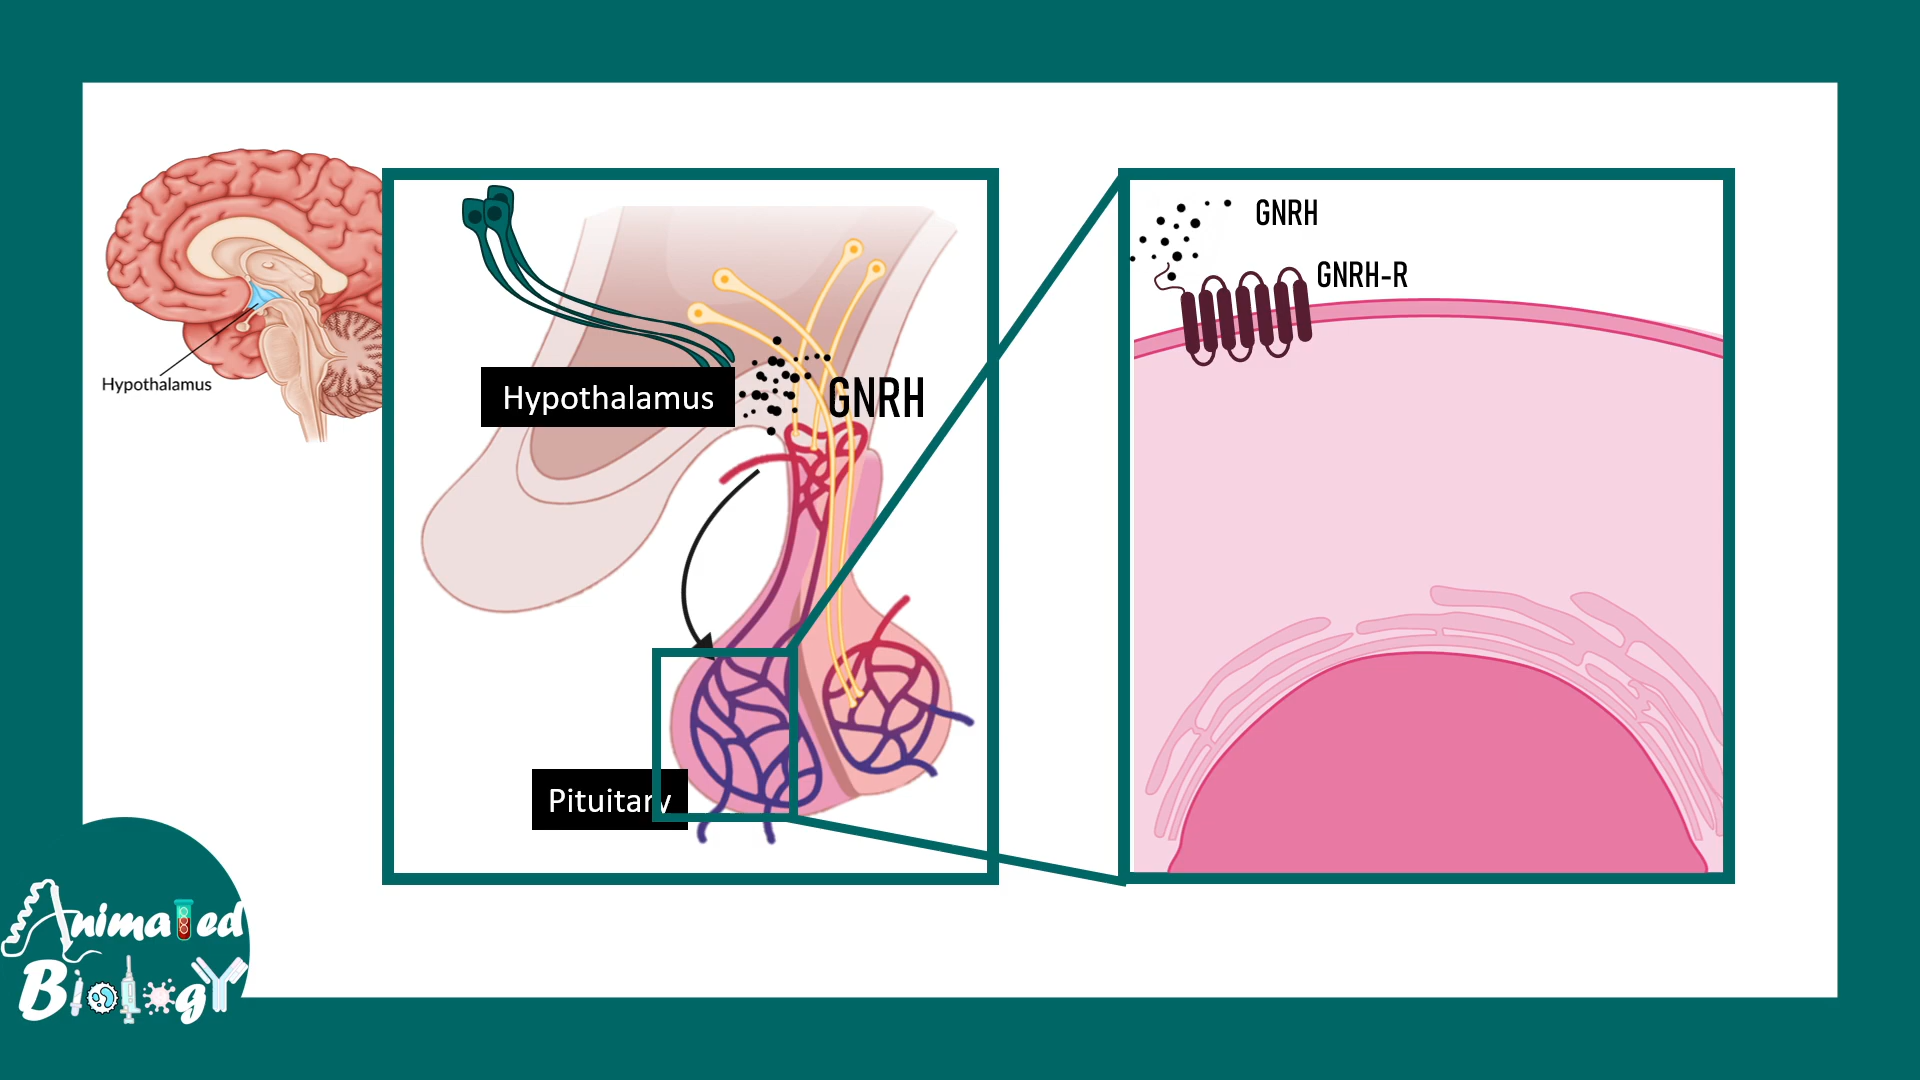 Hypothalamus
Hypothalamus
GNRH
Pituitary
GNRH
GNRH-R
Animated
Biology